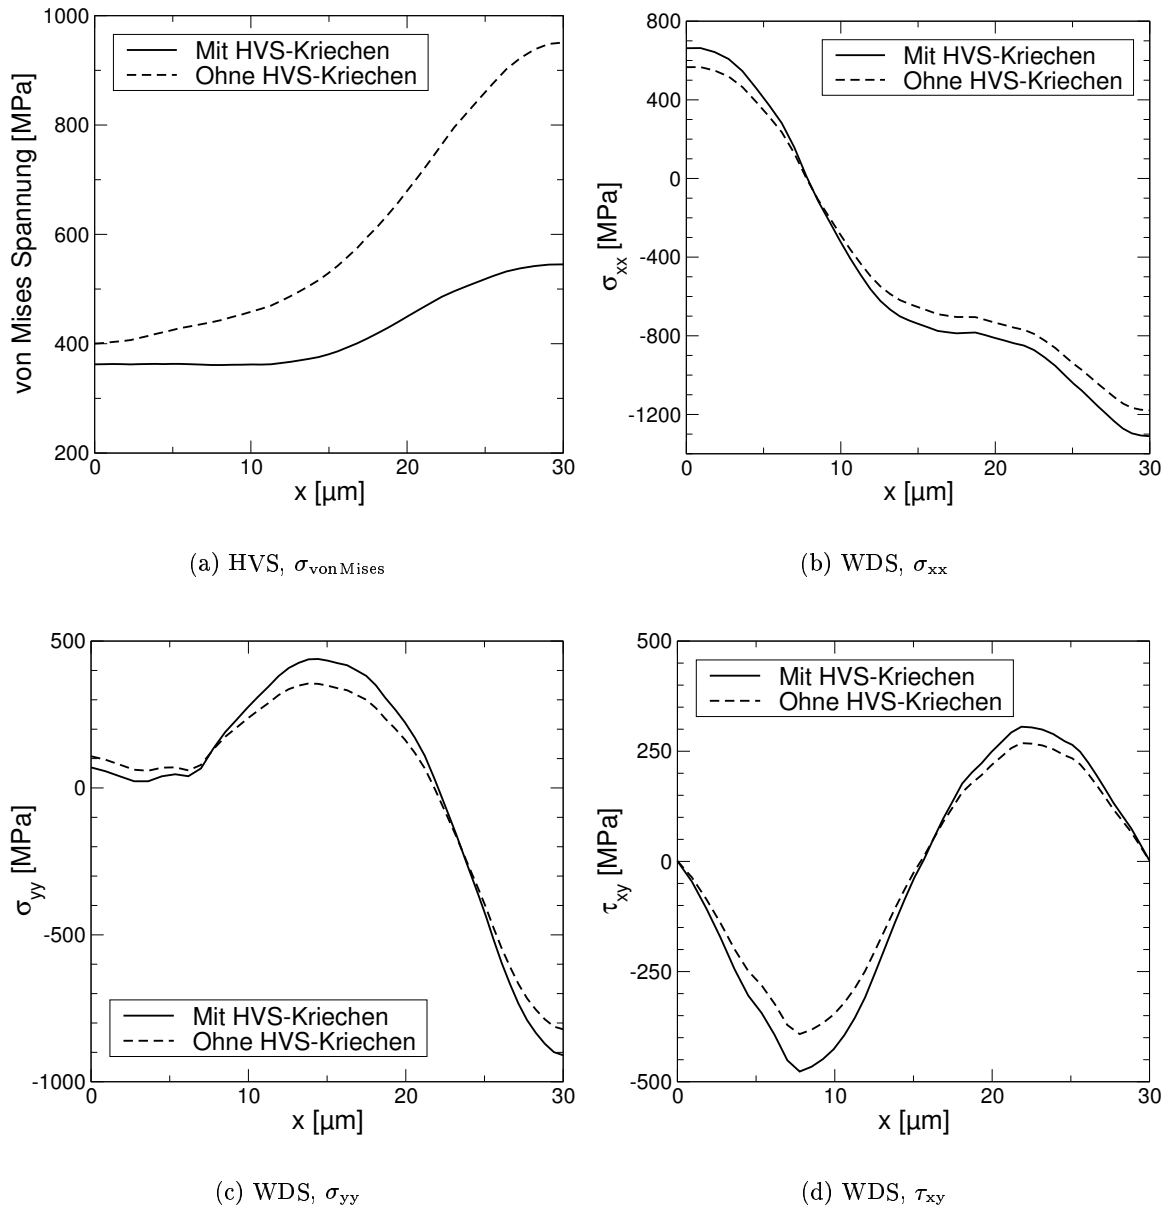 1000
800
600
400
200
von Mises Spannung [MPa]
Mit HVS-Kriechen
Ohne HVS-Kriechen
0 10 20 30
x [µm]
(a) HVS, σvon Mises
800
400
0
-400
-800
-1200
σxx [MPa]
Mit HVS-Kriechen
Ohne HVS-Kriechen
0 10 20 30
x [µm]
(b) WDS, σxx
500
0
-500
-1000
σyy [MPa]
Mit HVS-Kriechen
Ohne HVS-Kriechen
0 10 20 30
x [µm]
(c) WDS, σyy
500
250
0
-250
-500
τxy [MPa]
Mit HVS-Kriechen
Ohne HVS-Kriechen
0 10 20 30
x [µm]
(d) WDS, τxy